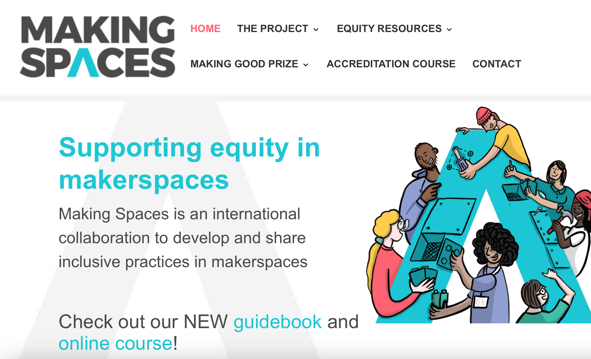 MAKING
SPACES
HOME THE PROJECT EQUITY RESOURCES
MAKING GOOD PRIZE ACCREDITATION COURSE CONTACT
Supporting equity in
makerspaces
Making Spaces is an international
collaboration to develop and share
inclusive practices in makerspaces
Check out our NEW guidebook and
online course!